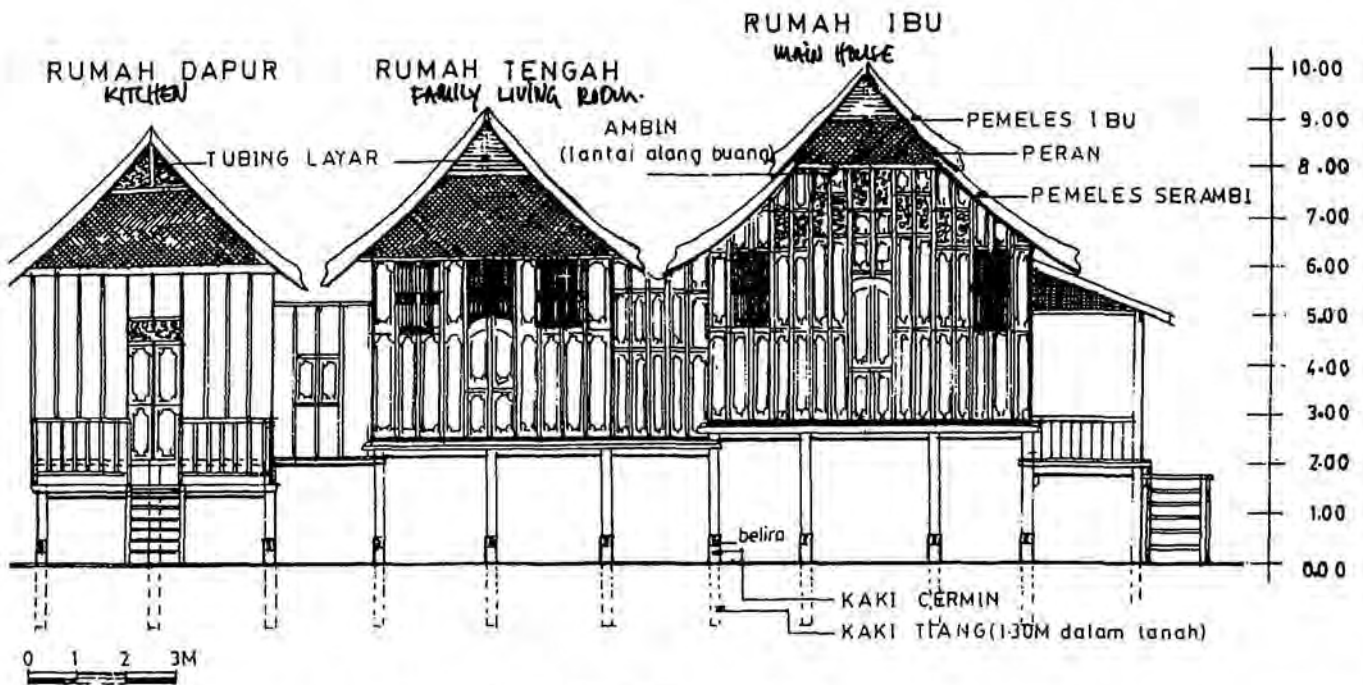 RUMAH IBU
MAIN HOUSE
RUMAH DAPUR
KITCHEN
RUMAH TENGAH
FAMILY LIVING ROOM.
AMBIN
(lantai alang buang)
TUBING LAYAR
PEMELES IBU
PERAN
PEMELES SERAMBI
10.00
9.00
8.00
7.00
6.00
5.00
4.00
3.00
2.00
1.00
0.00
belira
KAKI CERMIN
KAKI TIANG (1·30M dalam tanah)
0 1 2 3M